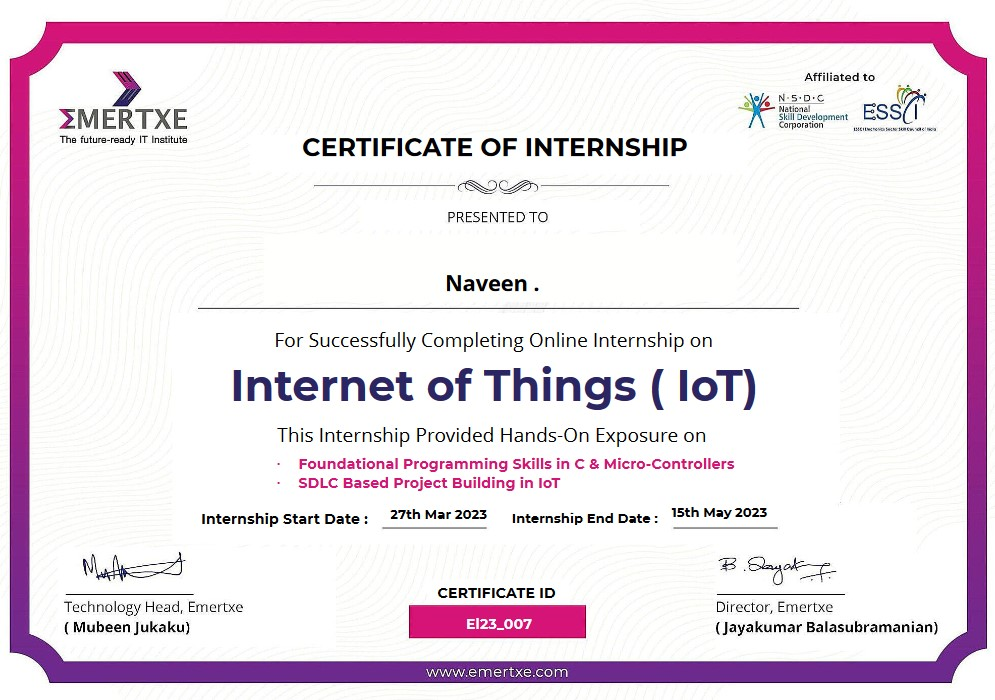 ΣMERTXE
The future-ready IT Institute
Affiliated to
N·S·D·C
National
Skill Development
Corporation
ESSCI
CERTIFICATE OF INTERNSHIP
PRESENTED TO
Naveen .
For Successfully Completing Online Internship on
Internet of Things ( IoT)
This Internship Provided Hands-On Exposure on
· Foundational Programming Skills in C & Micro-Controllers
· SDLC Based Project Building in IoT
Internship Start Date : 27th Mar 2023 Internship End Date : 15th May 2023
Technology Head, Emertxe
( Mubeen Jukaku)
CERTIFICATE ID
EI23_007
Director, Emertxe
( Jayakumar Balasubramanian)
www.emertxe.com